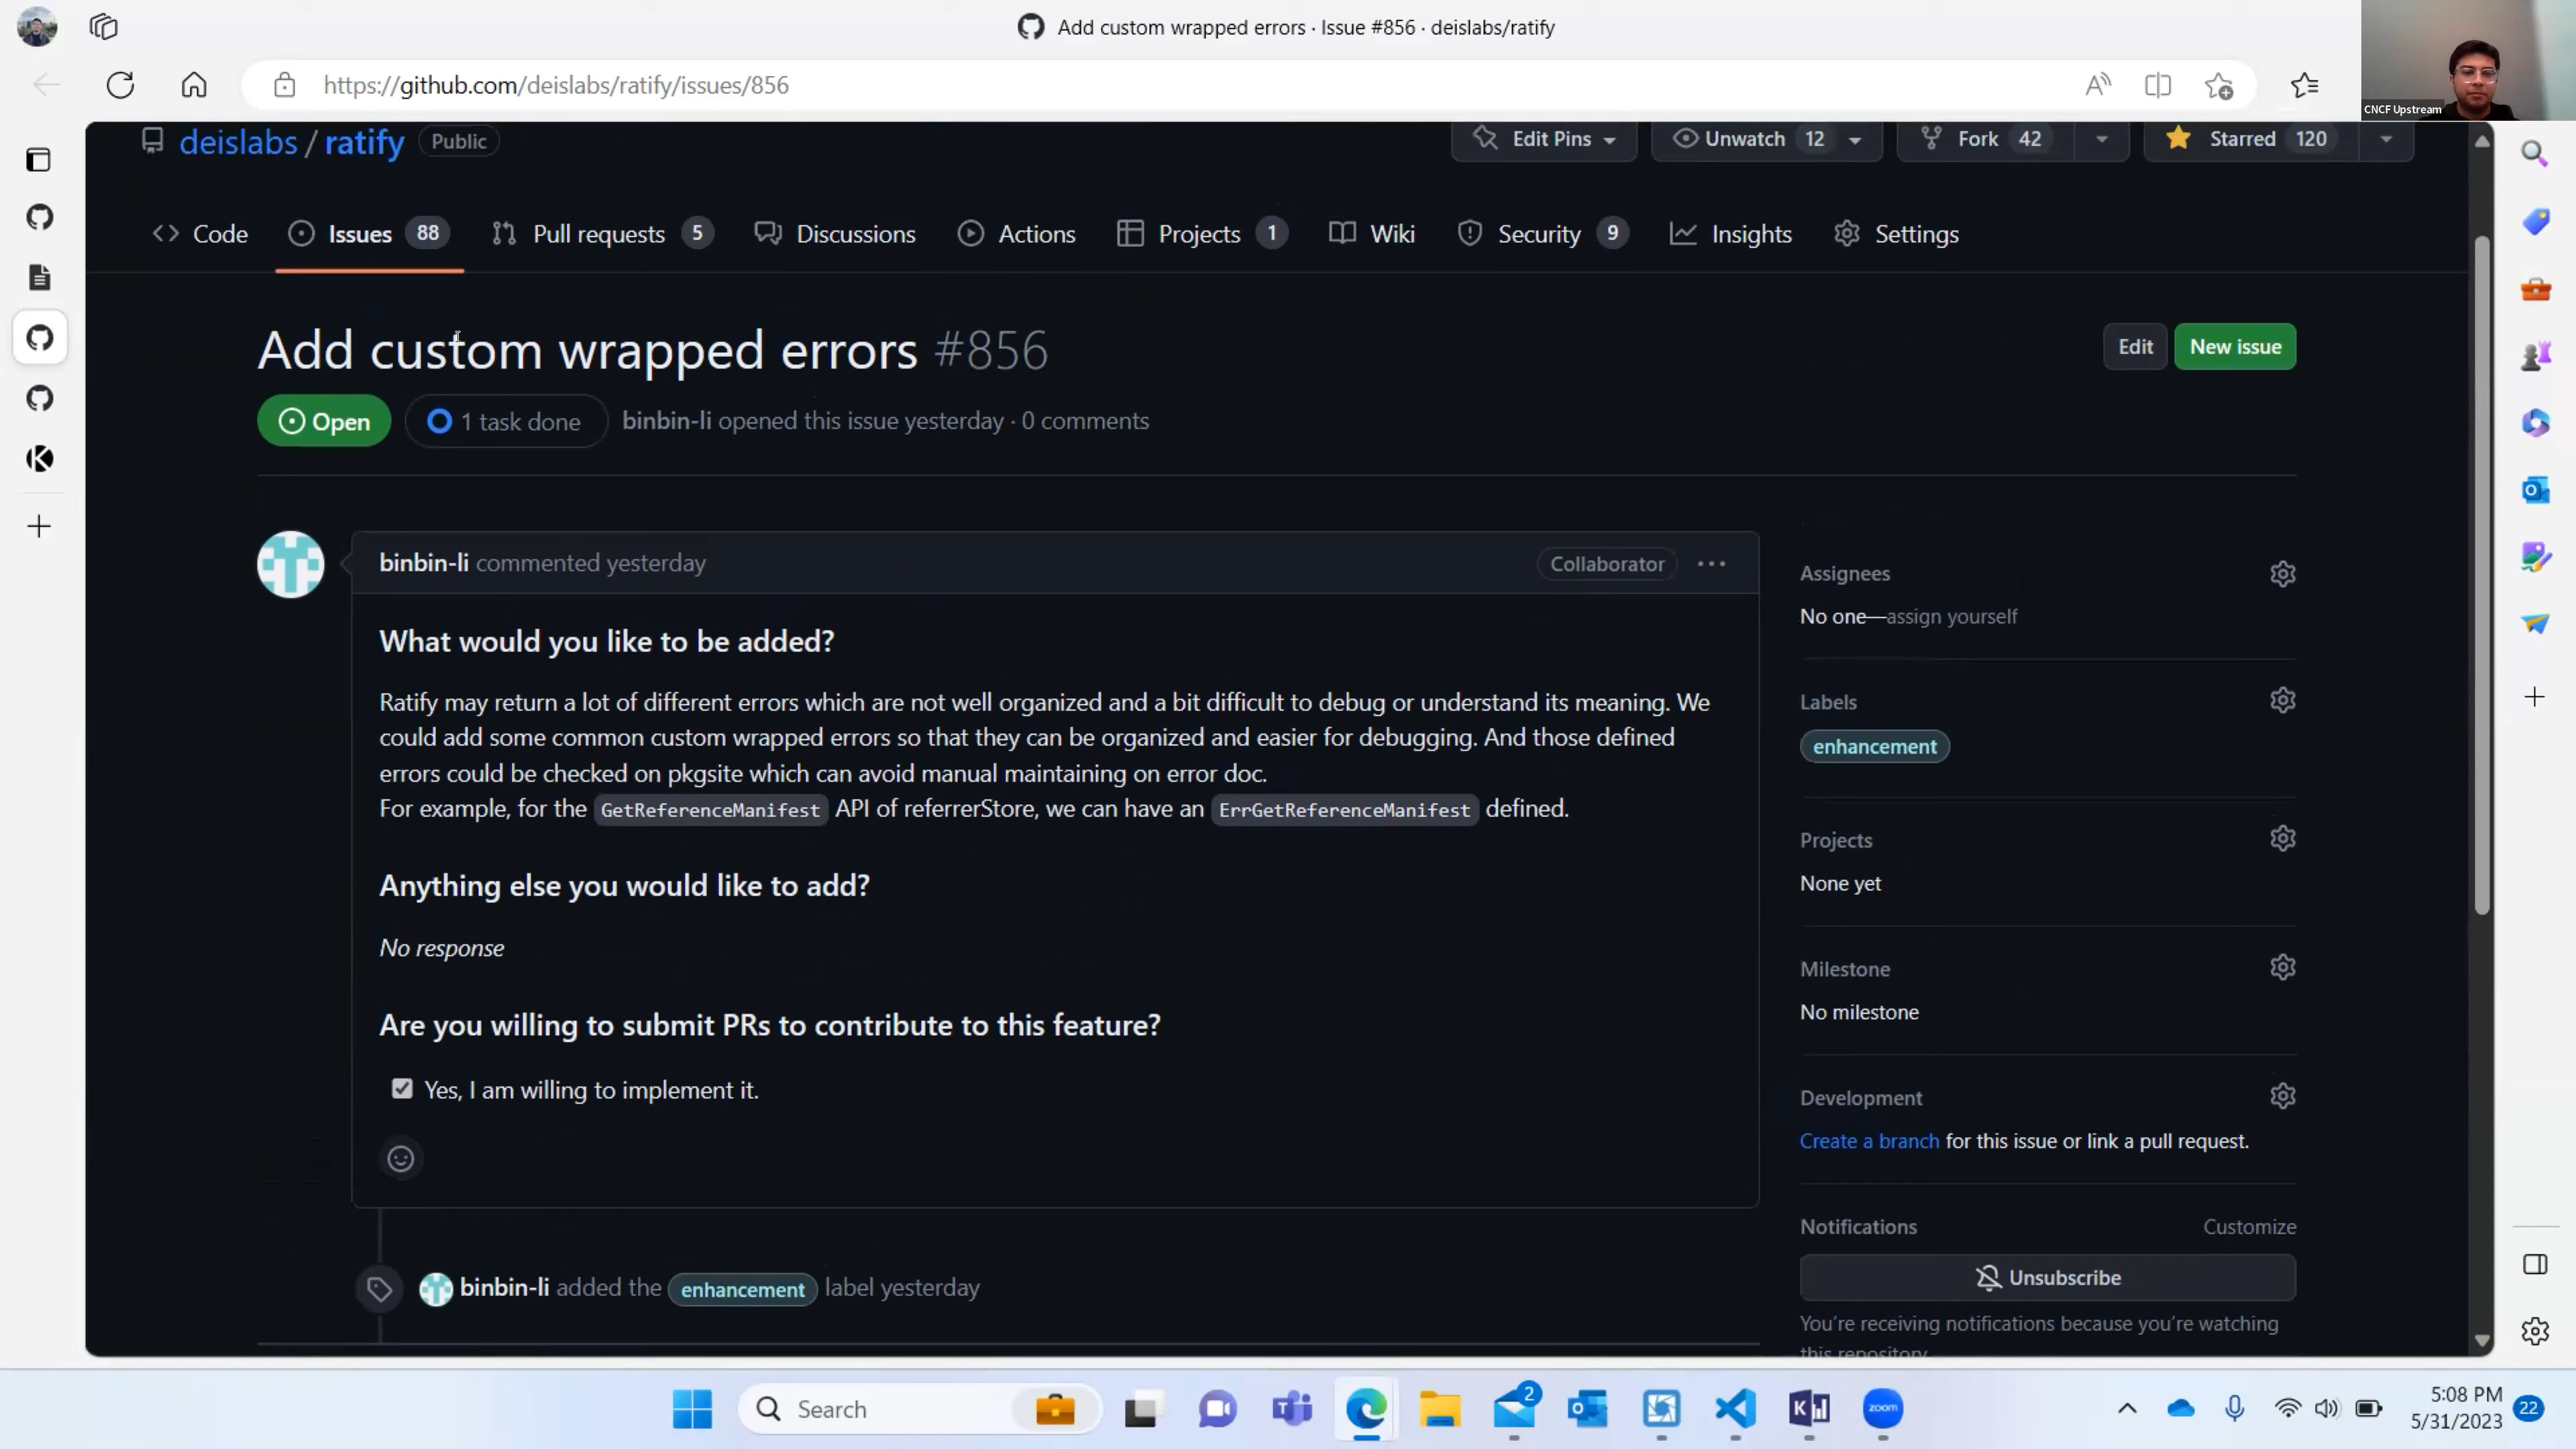 Add custom wrapped errors · Issue #856 · deislabs/ratify
https://github.com/deislabs/ratify/issues/856
CNCF Upstream
deislabs / ratify Public
Edit Pins
Unwatch 12
Fork 42
Starred 120
Code
Issues 88
Pull requests 5
Discussions
Actions
Projects 1
Wiki
Security 9
Insights
Settings
Add custom wrapped errors #856
Edit
New issue
Open
1 task done
binbin-li opened this issue yesterday · 0 comments
binbin-li commented yesterday
Collaborator
What would you like to be added?
Ratify may return a lot of different errors which are not well organized and a bit difficult to debug or understand its meaning. We
could add some common custom wrapped errors so that they can be organized and easier for debugging. And those defined
errors could be checked on pkgsite which can avoid manual maintaining on error doc.
For example, for the GetReferenceManifest API of referrerStore, we can have an ErrGetReferenceManifest defined.
Anything else you would like to add?
No response
Are you willing to submit PRs to contribute to this feature?
Yes, I am willing to implement it.
binbin-li added the enhancement label yesterday
Assignees
No one—assign yourself
Labels
enhancement
Projects
None yet
Milestone
No milestone
Development
Create a branch for this issue or link a pull request.
Notifications
Customize
Unsubscribe
You're receiving notifications because you're watching
this repository.
Search
2
zoom
5:08 PM
5/31/2023
22